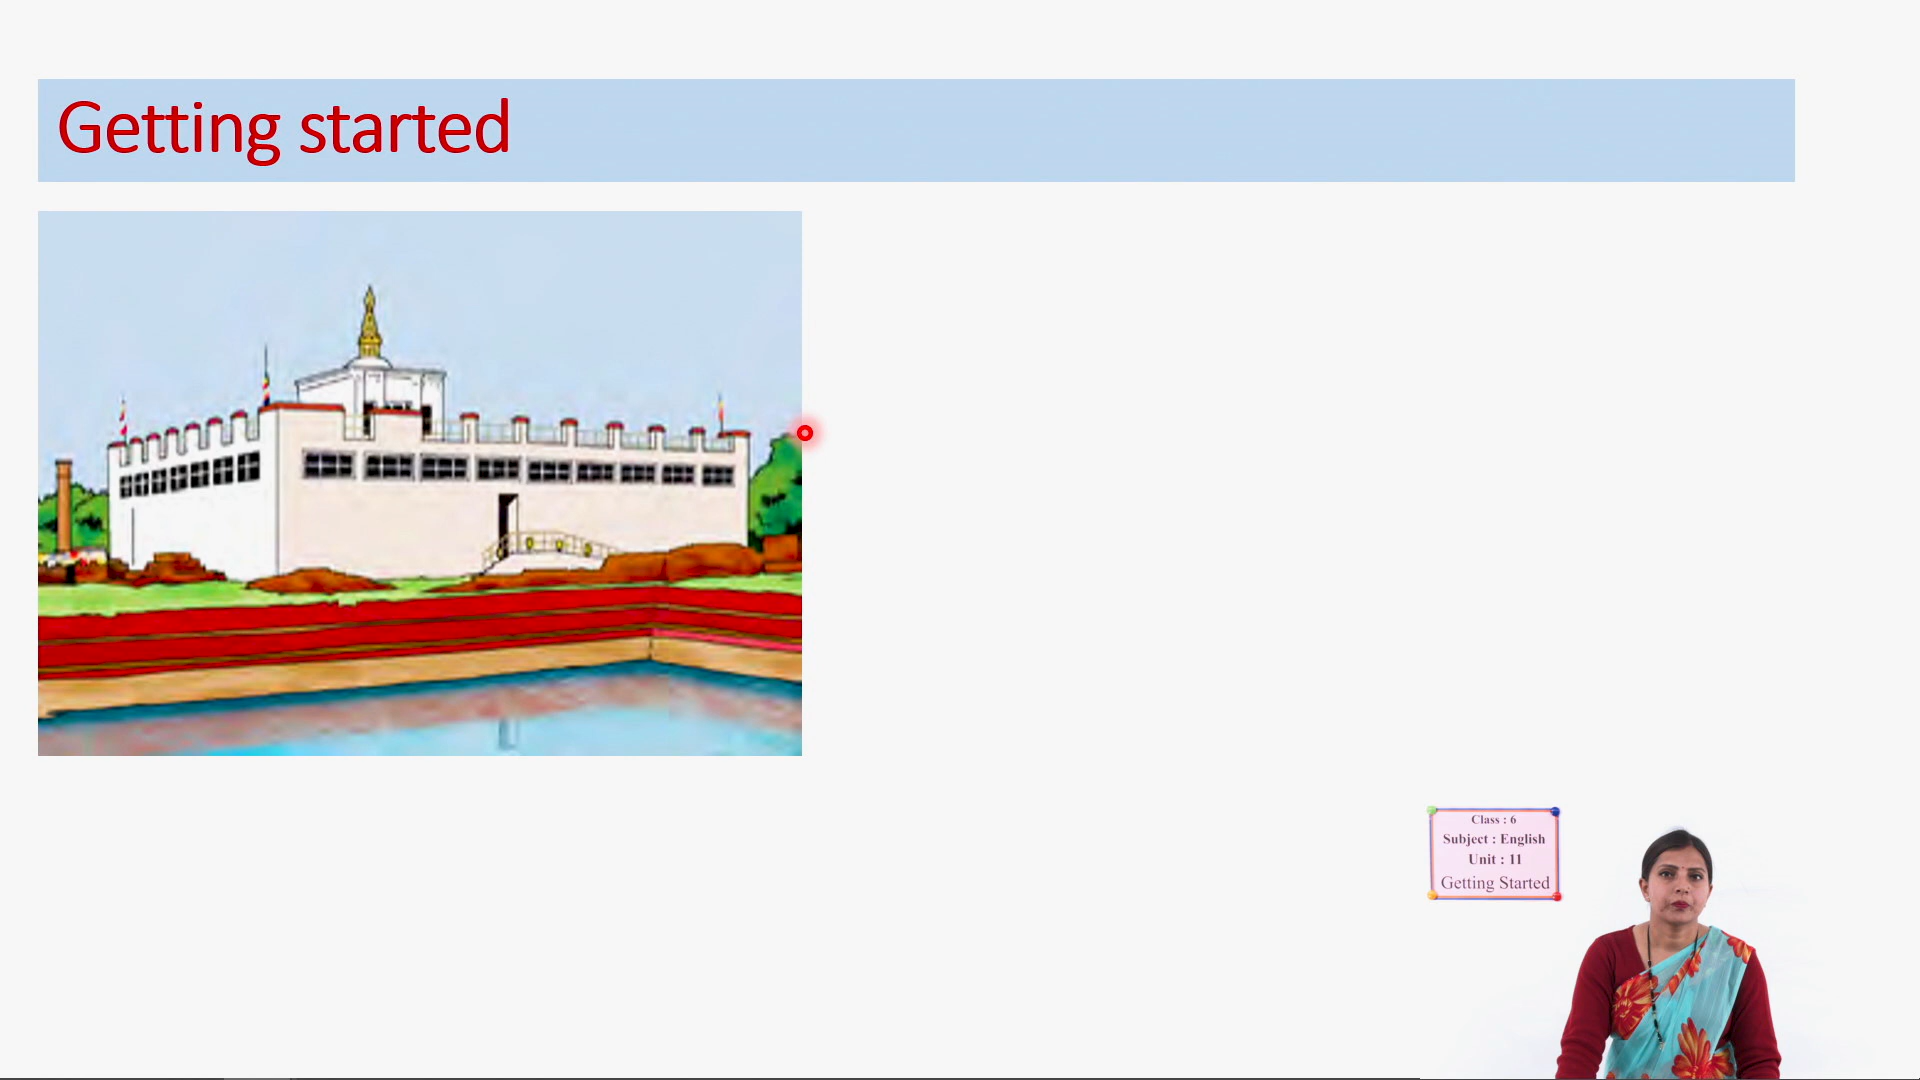 Getting started
Class : 6
Subject : English
Unit : 11
Getting Started